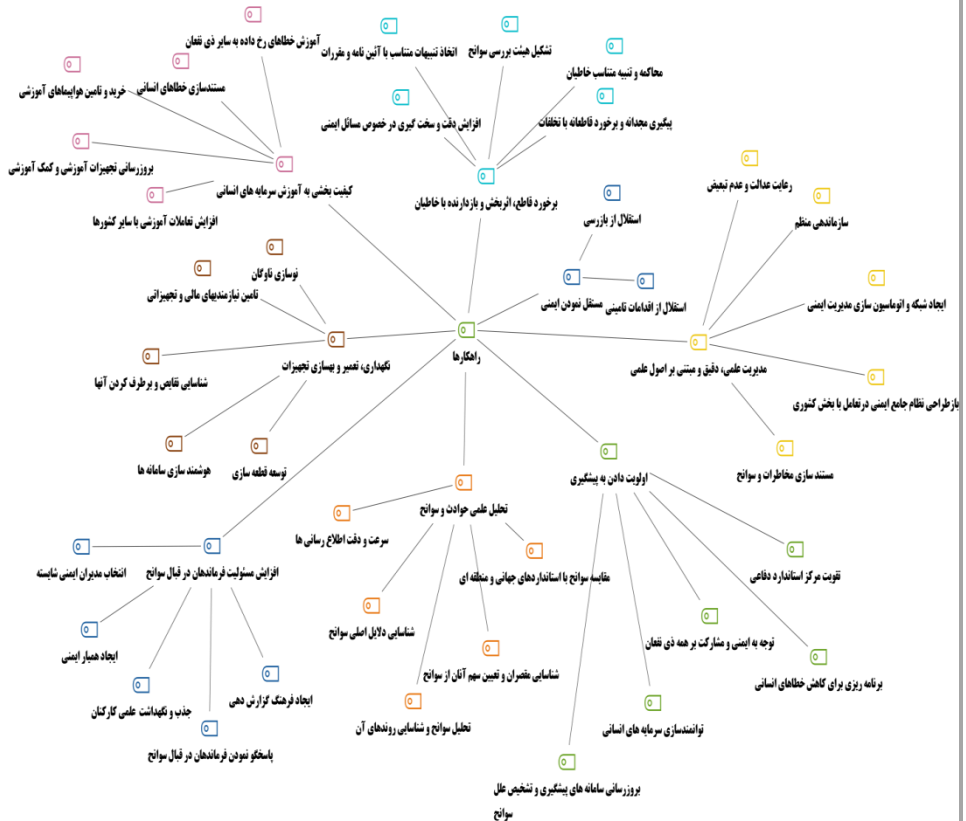 آموزش خطاهای رخ داده به سایر ذی نفعان
مستندسازی خطاهای انسانی
خرید و تامین هواپیماهای آموزشی
بروزرسانی تجهیزات آموزشی و کمک آموزشی
افزایش تعاملات آموزشی با سایر کشورها
کیفیت بخشی به آموزش سرمایه های انسانی
تشکیل هیئت بررسی سوانح
اتخاذ تنبیهات متناسب با آئین نامه و مقررات
محاکمه و تنبیه متناسب خاطیان
افزایش دقت و سخت گیری در خصوص مسائل ایمنی
پیگیری مجدانه و برخورد قاطعانه با تخلفات
برخورد قاطع، اثربخش و بازدارنده با خاطیان
استقلال از بازرسی
استقلال از اقدامات تامینی
مستقل نمودن ایمنی
رعایت عدالت و عدم تبعیض
سازماندهی منظم
ایجاد شبکه و اتوماسیون سازی مدیریت ایمنی
مدیریت علمی، دقیق و مبتنی بر اصول علمی
بازطراحی نظام جامع ایمنی درتعامل با بخش کشوری
مستند سازی مخاطرات و سوانح
نوسازی ناوگان
تامین نیازمندیهای مالی و تجهیزاتی
نگهداری، تعمیر و بهسازی تجهیزات
شناسایی نقایص و برطرف کردن آنها
هوشمند سازی سامانه ها
توسعه قطعه سازی
راهکارها
اولویت دادن به پیشگیری
تقویت مرکز استاندارد دفاعی
توجه به ایمنی و مشارکت بر همه ذی نفعان
برنامه ریزی برای کاهش خطاهای انسانی
توانمندسازی سرمایه های انسانی
بروزرسانی سامانه های پیشگیری و تشخیص علل
سوانح
تحلیل علمی حوادث و سوانح
سرعت و دقت اطلاع رسانی ها
مقایسه سوانح با استانداردهای جهانی و منطقه ای
شناسایی دلایل اصلی سوانح
شناسایی مقصران و تعیین سهم آنان از سوانح
تحلیل سوانح و شناسایی روندهای آن
افزایش مسئولیت فرماندهان در قبال سوانح
انتخاب مدیران ایمنی شایسته
ایجاد همیار ایمنی
جذب و نگهداشت علمی کارکنان
ایجاد فرهنگ گزارش دهی
پاسخگو نمودن فرماندهان در قبال سوانح